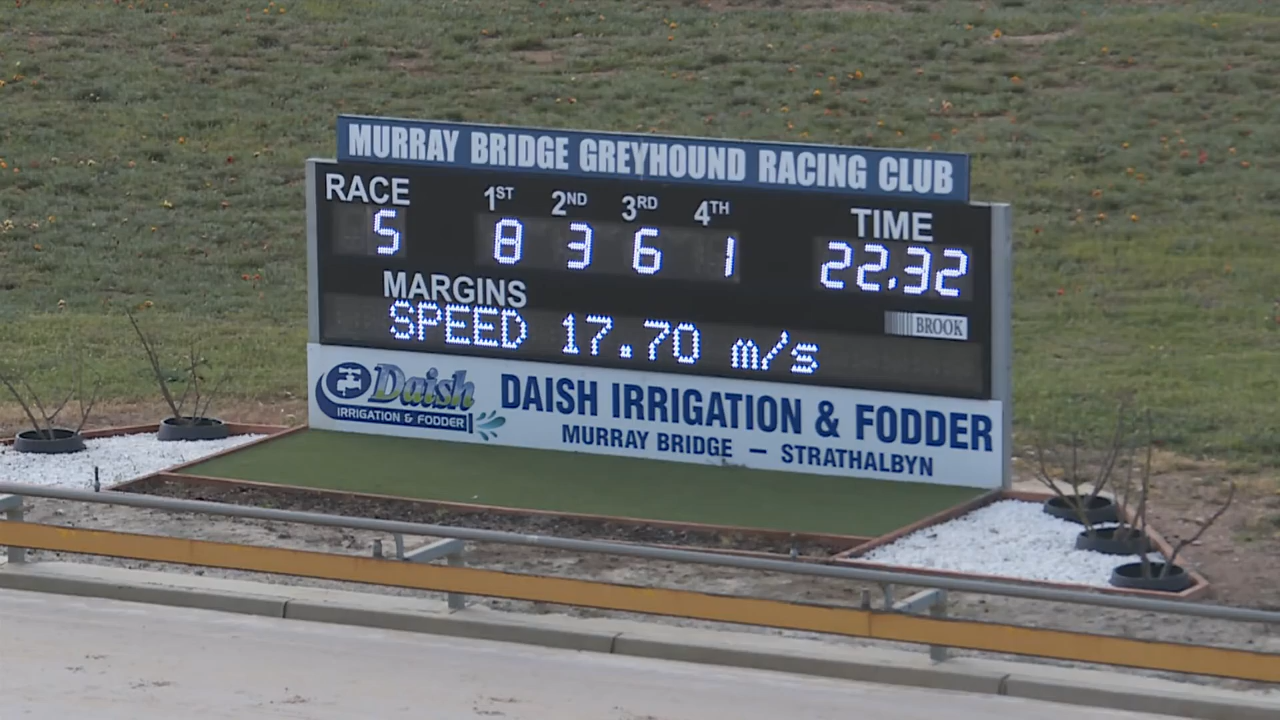 MURRAY BRIDGE GREYHOUND RACING CLUB
RACE 1ST 2ND 3RD 4TH TIME
5 8 3 6 1 22.32
MARGINS
BROOK
SPEED 17.70 m/s
Daish
IRRIGATION & FODDER
DAISH IRRIGATION & FODDER
MURRAY BRIDGE – STRATHALBYN